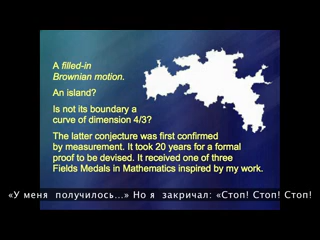 A filled-in
Brownian motion.
An island?
Is not its boundary a
curve of dimension 4/3?
The latter conjecture was first confirmed
by measurement. It took 20 years for a formal
proof to be devised. It received one of three
Fields Medals in Mathematics inspired by my work.
«У меня получилось...» Но я закричал: «Стоп! Стоп! Стоп!